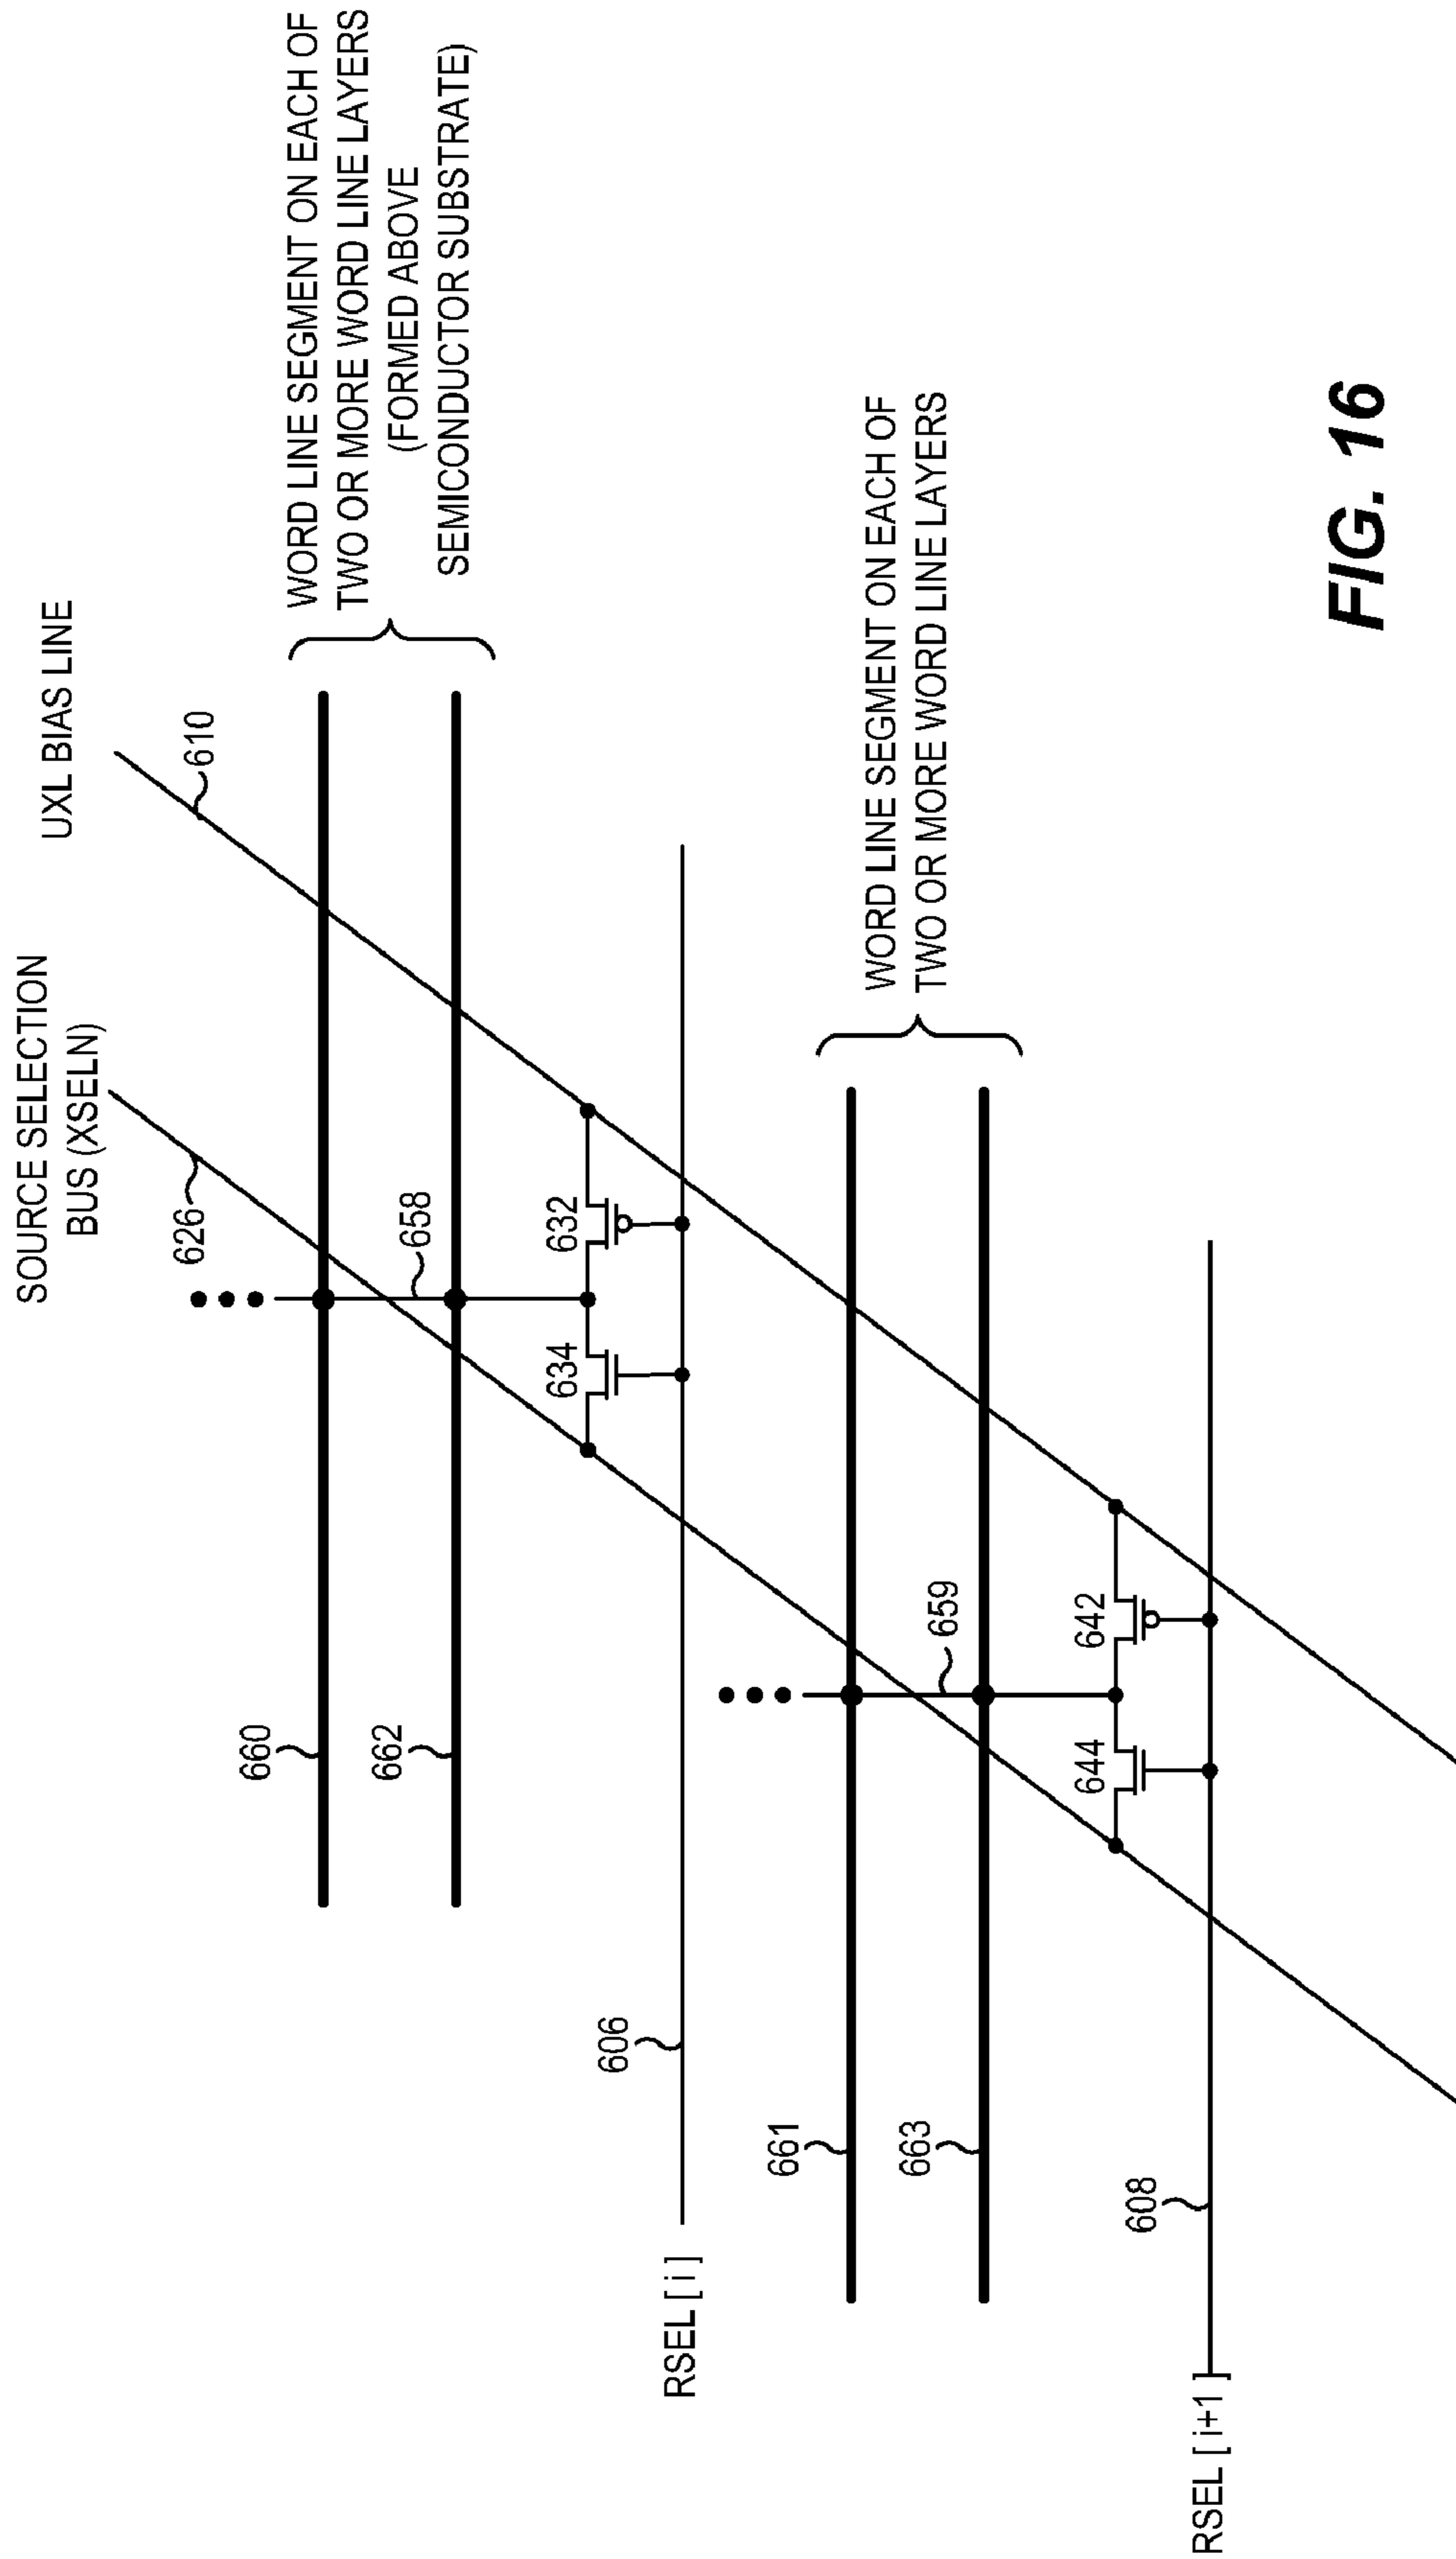 SOURCE SELECTION
BUS (XSELN)
UXL BIAS LINE
626
610
WORD LINE SEGMENT ON EACH OF
TWO OR MORE WORD LINE LAYERS
(FORMED ABOVE
SEMICONDUCTOR SUBSTRATE)
660
662
658
634
632
606
RSEL [ i ]
WORD LINE SEGMENT ON EACH OF
TWO OR MORE WORD LINE LAYERS
661
663
659
644
642
608
RSEL [ i+1 ]
FIG. 16